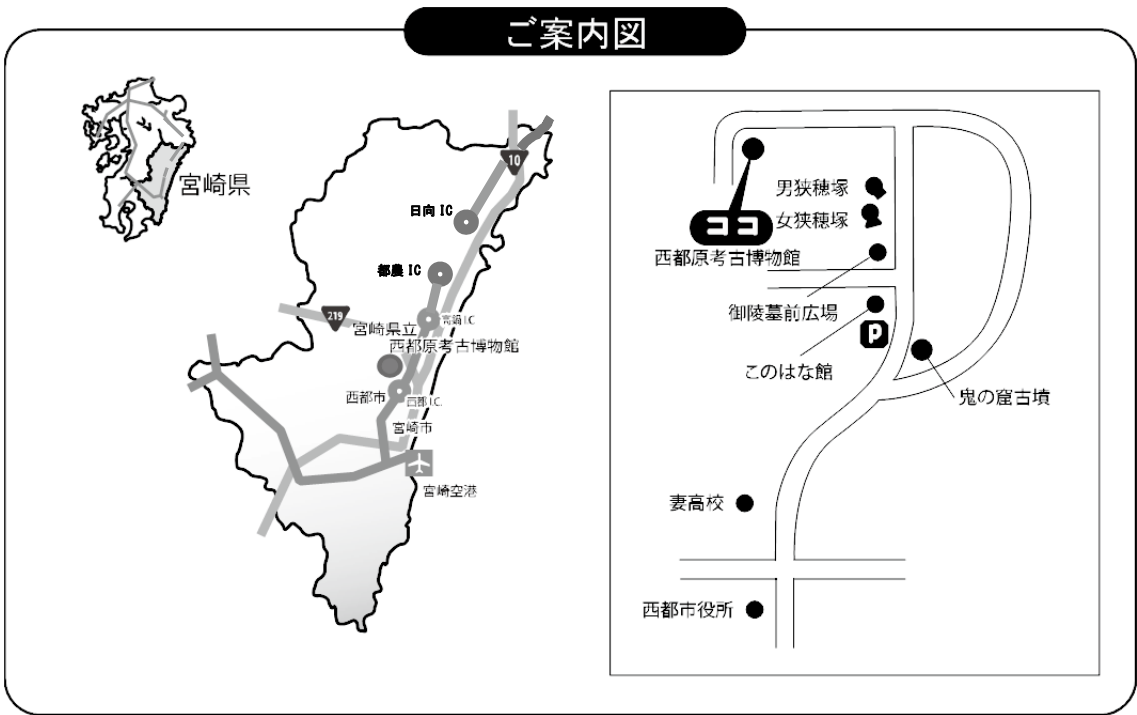 ご案内図
宮崎県
10
日向 IC
都農 IC
219
高鍋 I.C
宮崎県立
西都原考古博物館
西都市
西都 I.C.
宮崎市
宮崎空港
男狭穂塚
ココ
女狭穂塚
西都原考古博物館
御陵墓前広場
P
このはな館
鬼の窟古墳
妻高校
西都市役所